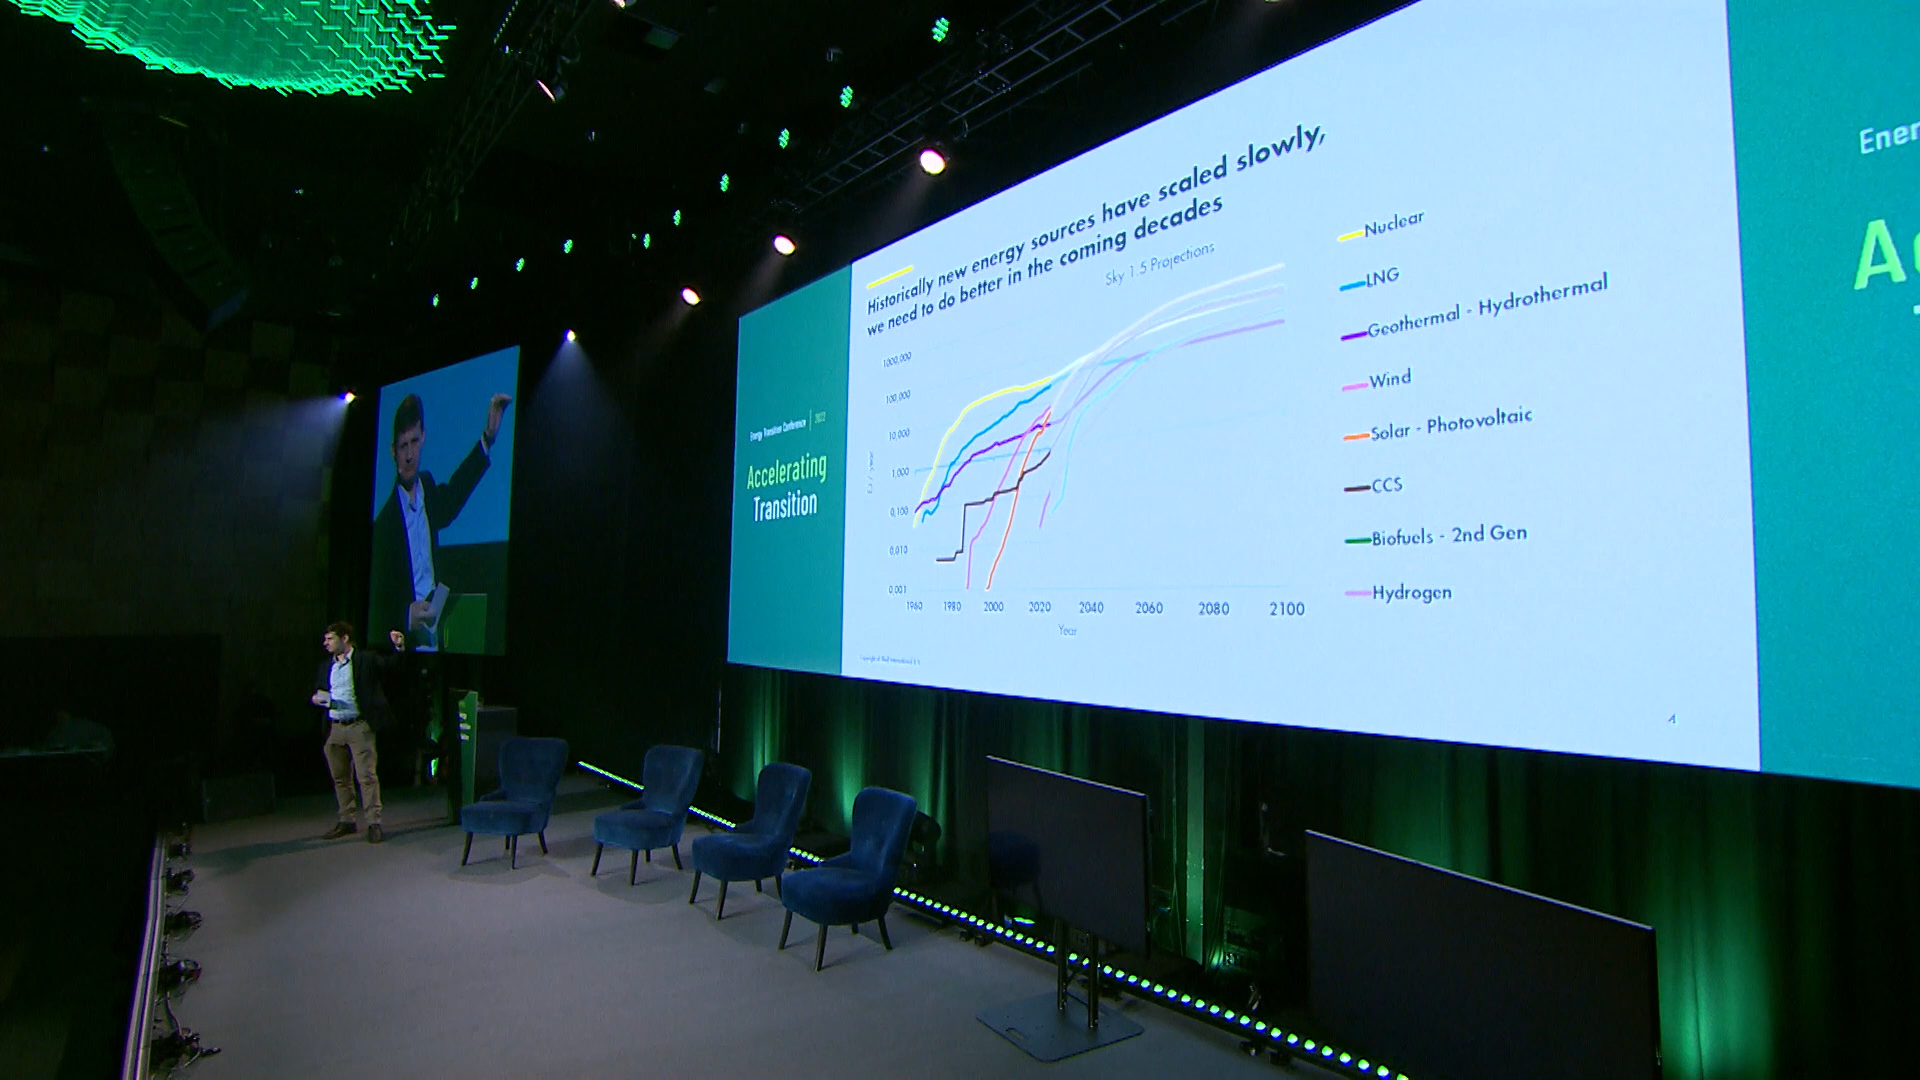 Energy Transition Conference | 2022
Accelerating
Transition
Historically new energy sources have scaled slowly,
we need to do better in the coming decades
Sky 1.5 Projections
1000,000
100,000
10,000
1,000
0,100
0,010
0,001
EJ / year
1960 1980 2000 2020 2040 2060 2080 2100
Year
Nuclear
LNG
Geothermal - Hydrothermal
Wind
Solar - Photovoltaic
CCS
Biofuels - 2nd Gen
Hydrogen
4
Ener
Ac